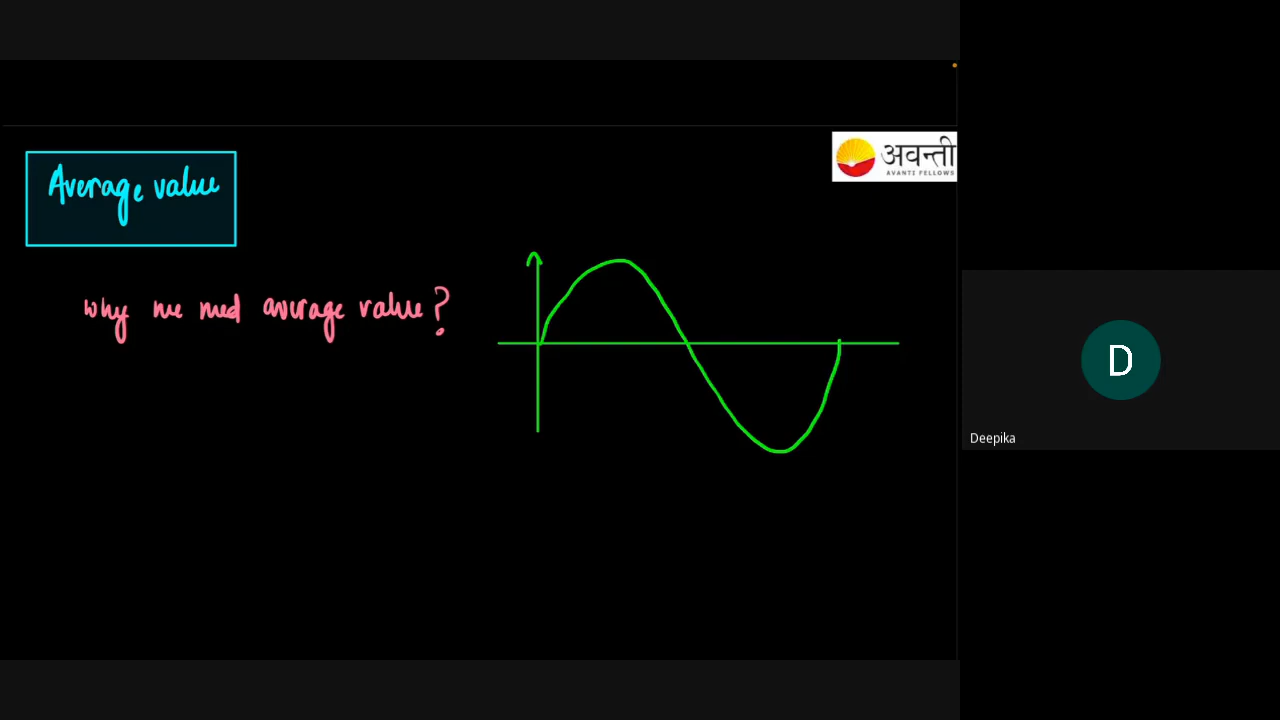 Average value
अवन्ती
AVANTI FELLOWS
why we need average value?
D
Deepika